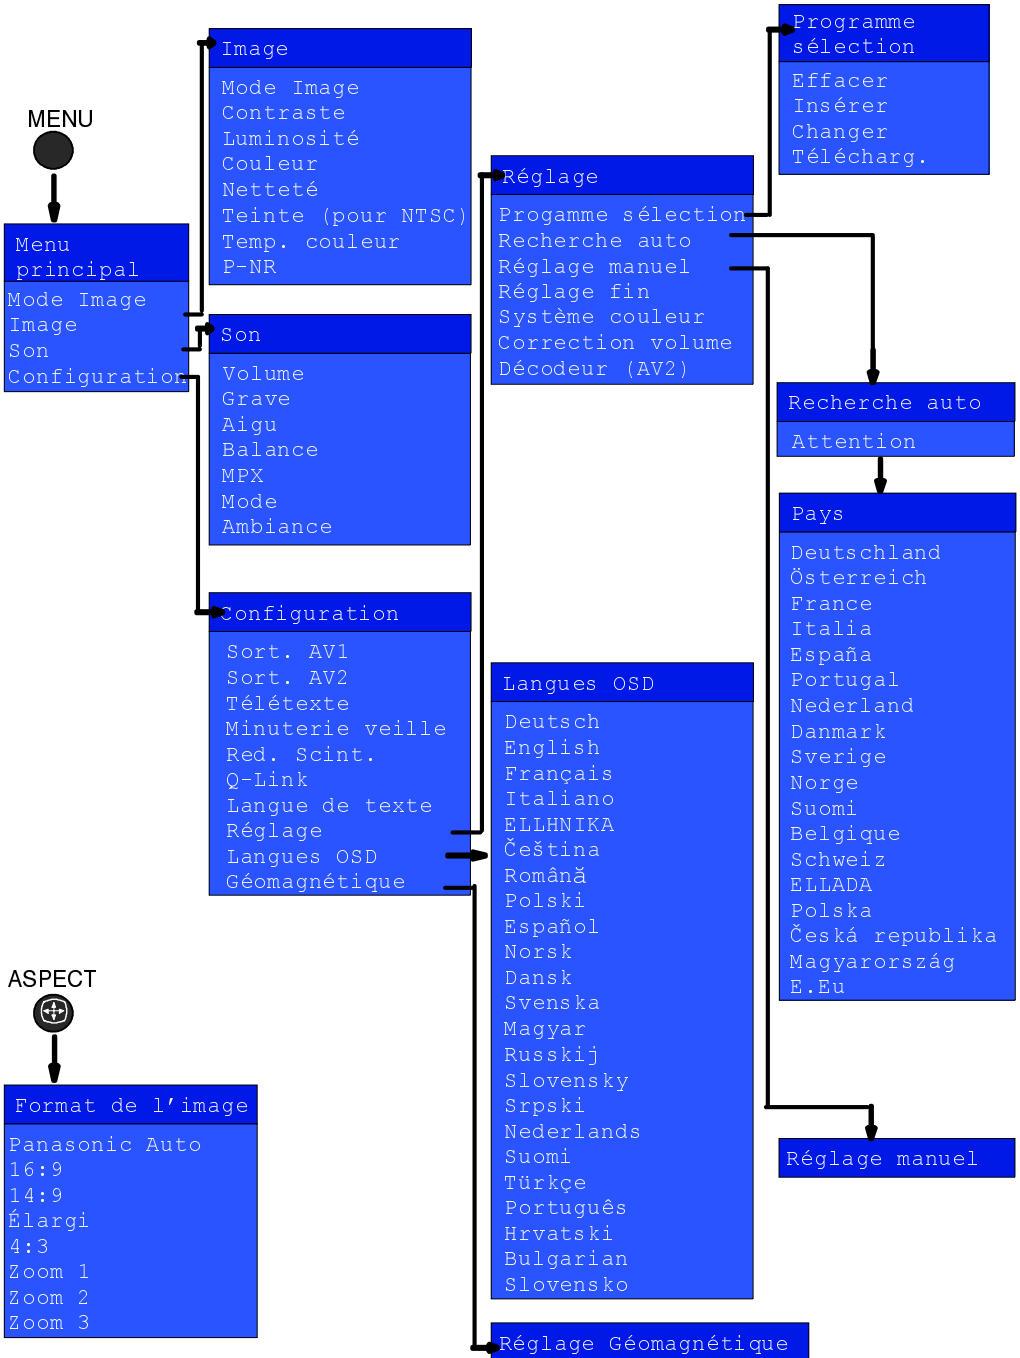 MENU
Menu
principal
Mode Image
Image
Son
Configuration
Image
Mode Image
Contraste
Luminosité
Couleur
Netteté
Teinte (pour NTSC)
Temp. couleur
P-NR
Son
Volume
Grave
Aigu
Balance
MPX
Mode
Ambiance
Configuration
Sort. AV1
Sort. AV2
Télétexte
Minuterie veille
Red. Scint.
Q-Link
Langue de texte
Réglage
Langues OSD
Géomagnétique
Réglage
Progamme sélection
Recherche auto
Réglage manuel
Réglage fin
Système couleur
Correction volume
Décodeur (AV2)
Programme
sélection
Effacer
Insérer
Changer
Télécharg.
Recherche auto
Attention
Pays
Deutschland
Österreich
France
Italia
España
Portugal
Nederland
Danmark
Sverige
Norge
Suomi
Belgique
Schweiz
ELLADA
Polska
Česká republika
Magyarország
E.Eu
Réglage manuel
Langues OSD
Deutsch
English
Français
Italiano
ELLHNIKA
Čeština
Română
Polski
Español
Norsk
Dansk
Svenska
Magyar
Russkij
Slovensky
Srpski
Nederlands
Suomi
Türkçe
Português
Hrvatski
Bulgarian
Slovensko
Réglage Géomagnétique
ASPECT
Format de l’image
Panasonic Auto
16:9
14:9
Élargi
4:3
Zoom 1
Zoom 2
Zoom 3